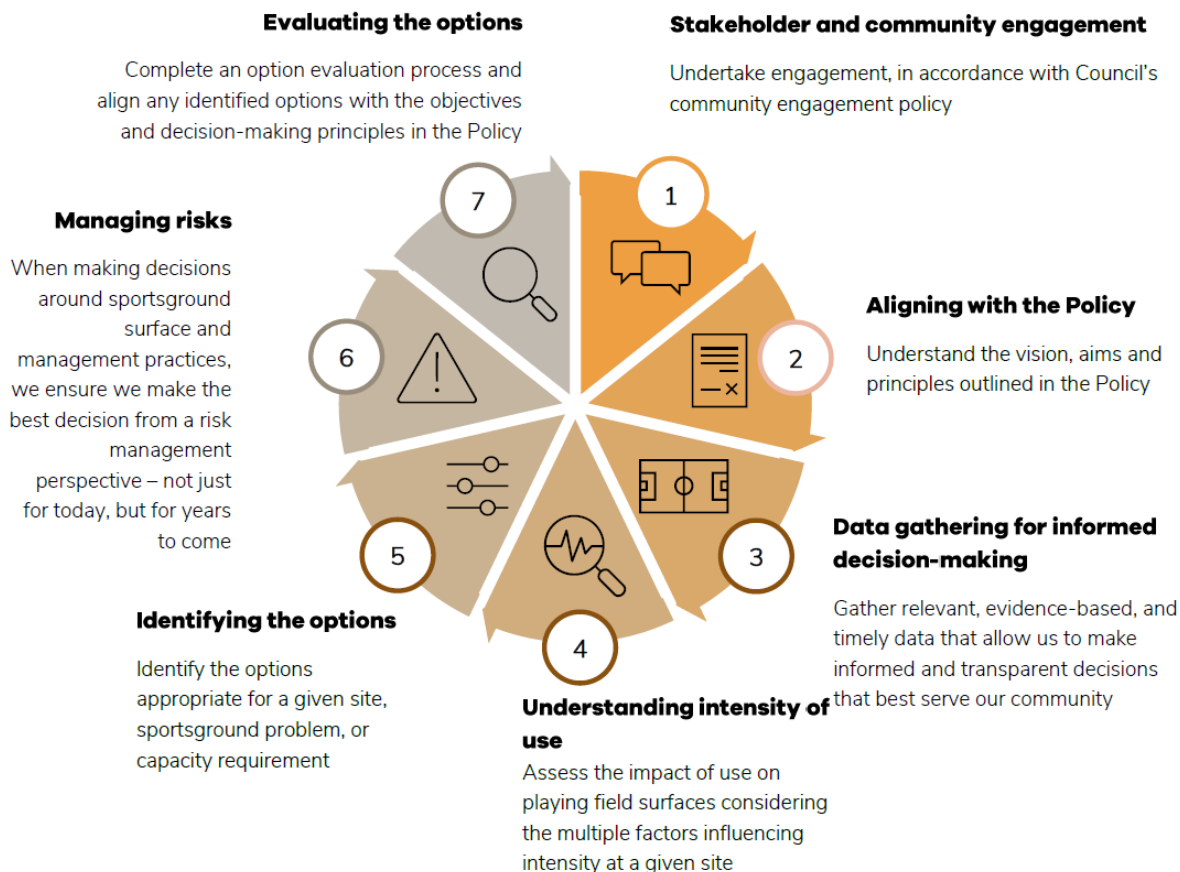 Stakeholder and community engagement
Undertake engagement, in accordance with Council's
community engagement policy
1
Aligning with the Policy
Understand the vision, aims and
principles outlined in the Policy
2
Data gathering for informed
decision-making
Gather relevant, evidence-based, and
timely data that allow us to make
informed and transparent decisions
that best serve our community
3
Understanding intensity of
use
Assess the impact of use on
playing field surfaces considering
the multiple factors influencing
intensity at a given site
4
Identifying the options
Identify the options
appropriate for a given site,
sportsground problem, or
capacity requirement
5
Managing risks
When making decisions
around sportsground
surface and
management practices,
we ensure we make the
best decision from a risk
management
perspective – not just
for today, but for years
to come
6
Evaluating the options
Complete an option evaluation process and
align any identified options with the objectives
and decision-making principles in the Policy
7